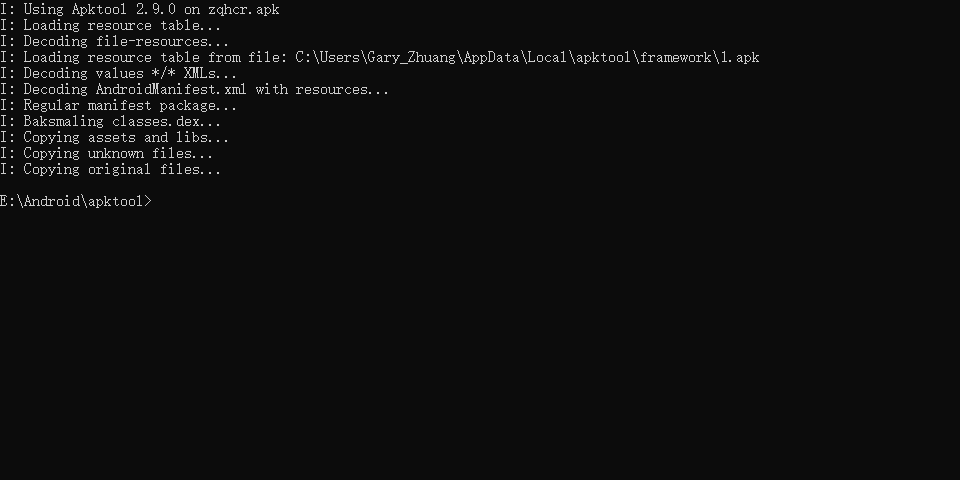 I: Using Apktool 2.9.0 on zqhcr.apk
I: Loading resource table...
I: Decoding file-resources...
I: Loading resource table from file: C:\Users\Gary_Zhuang\AppData\Local\apktool\framework\1.apk
I: Decoding values */* XMLs...
I: Decoding AndroidManifest.xml with resources...
I: Regular manifest package...
I: Baksmaling classes.dex...
I: Copying assets and libs...
I: Copying unknown files...
I: Copying original files...
E:\Android\apktool>